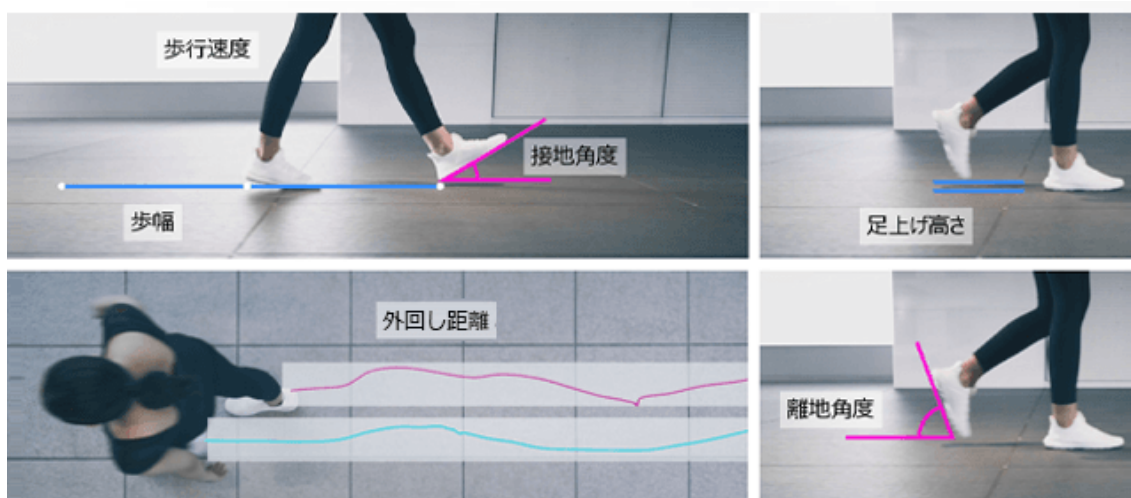 歩行速度
接地角度
歩幅
足上げ高さ
外回し距離
離地角度